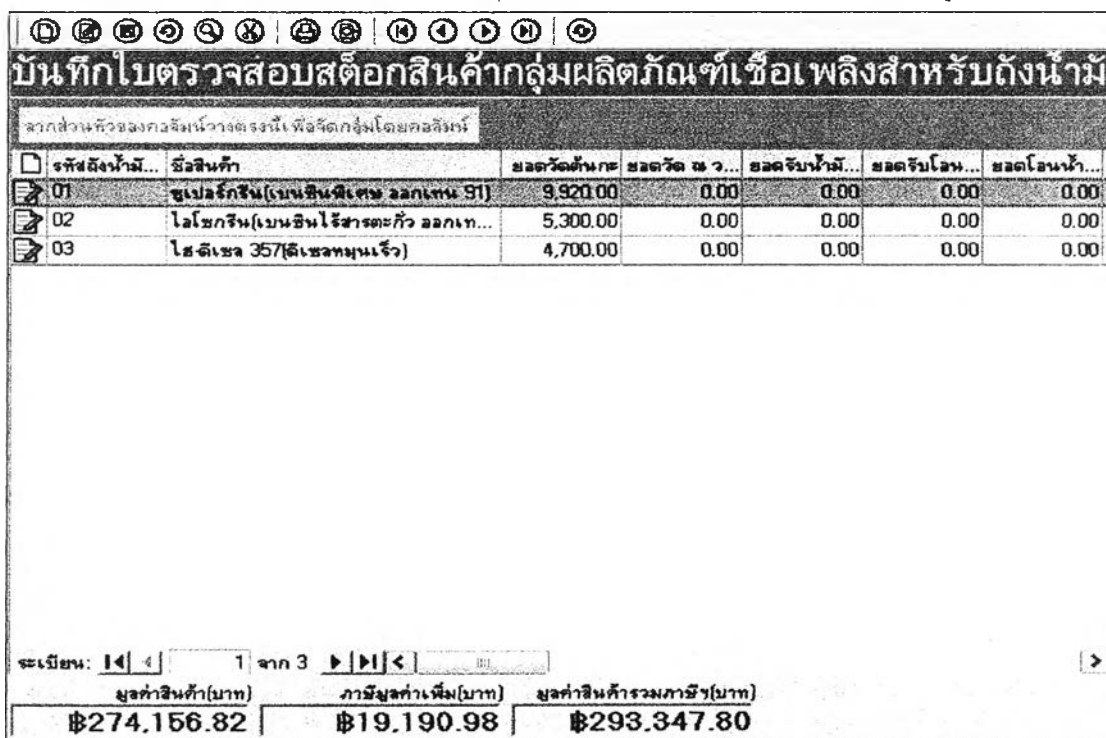 บันทึกใบตรวจสอบสต็อกสินค้ากลุ่มผลิตภัณฑ์เชื้อเพลิงสำหรับถังน้ำมั
ลากส่วนหัวของคอลัมน์วางตรงนี้เพื่อจัดกลุ่มโดยคอลัมน์
รหัสถังน้ำมั... ชื่อสินค้า ยอดวัดต้นกะ ยอดวัด ณ ว... ยอดรับน้ำมั... ยอดรับโอน... ยอดโอนน้ำ...
01 ซูเปอร์กรีน(เบนซินพิเศษ ออกเทน 91) 9,920.00 0.00 0.00 0.00 0.00
02 ไฮโซกรีน(เบนซินไร้สารตะกั่ว ออกเท... 5,300.00 0.00 0.00 0.00 0.00
03 ไฮ-ดีเซล 357(ดีเซลหมุนเร็ว) 4,700.00 0.00 0.00 0.00 0.00
ระเบียน: 1 จาก 3
มูลค่าสินค้า(บาท) ภาษีมูลค่าเพิ่ม(บาท) มูลค่าสินค้ารวมภาษีฯ(บาท)
฿274,156.82 ฿19,190.98 ฿293,347.80